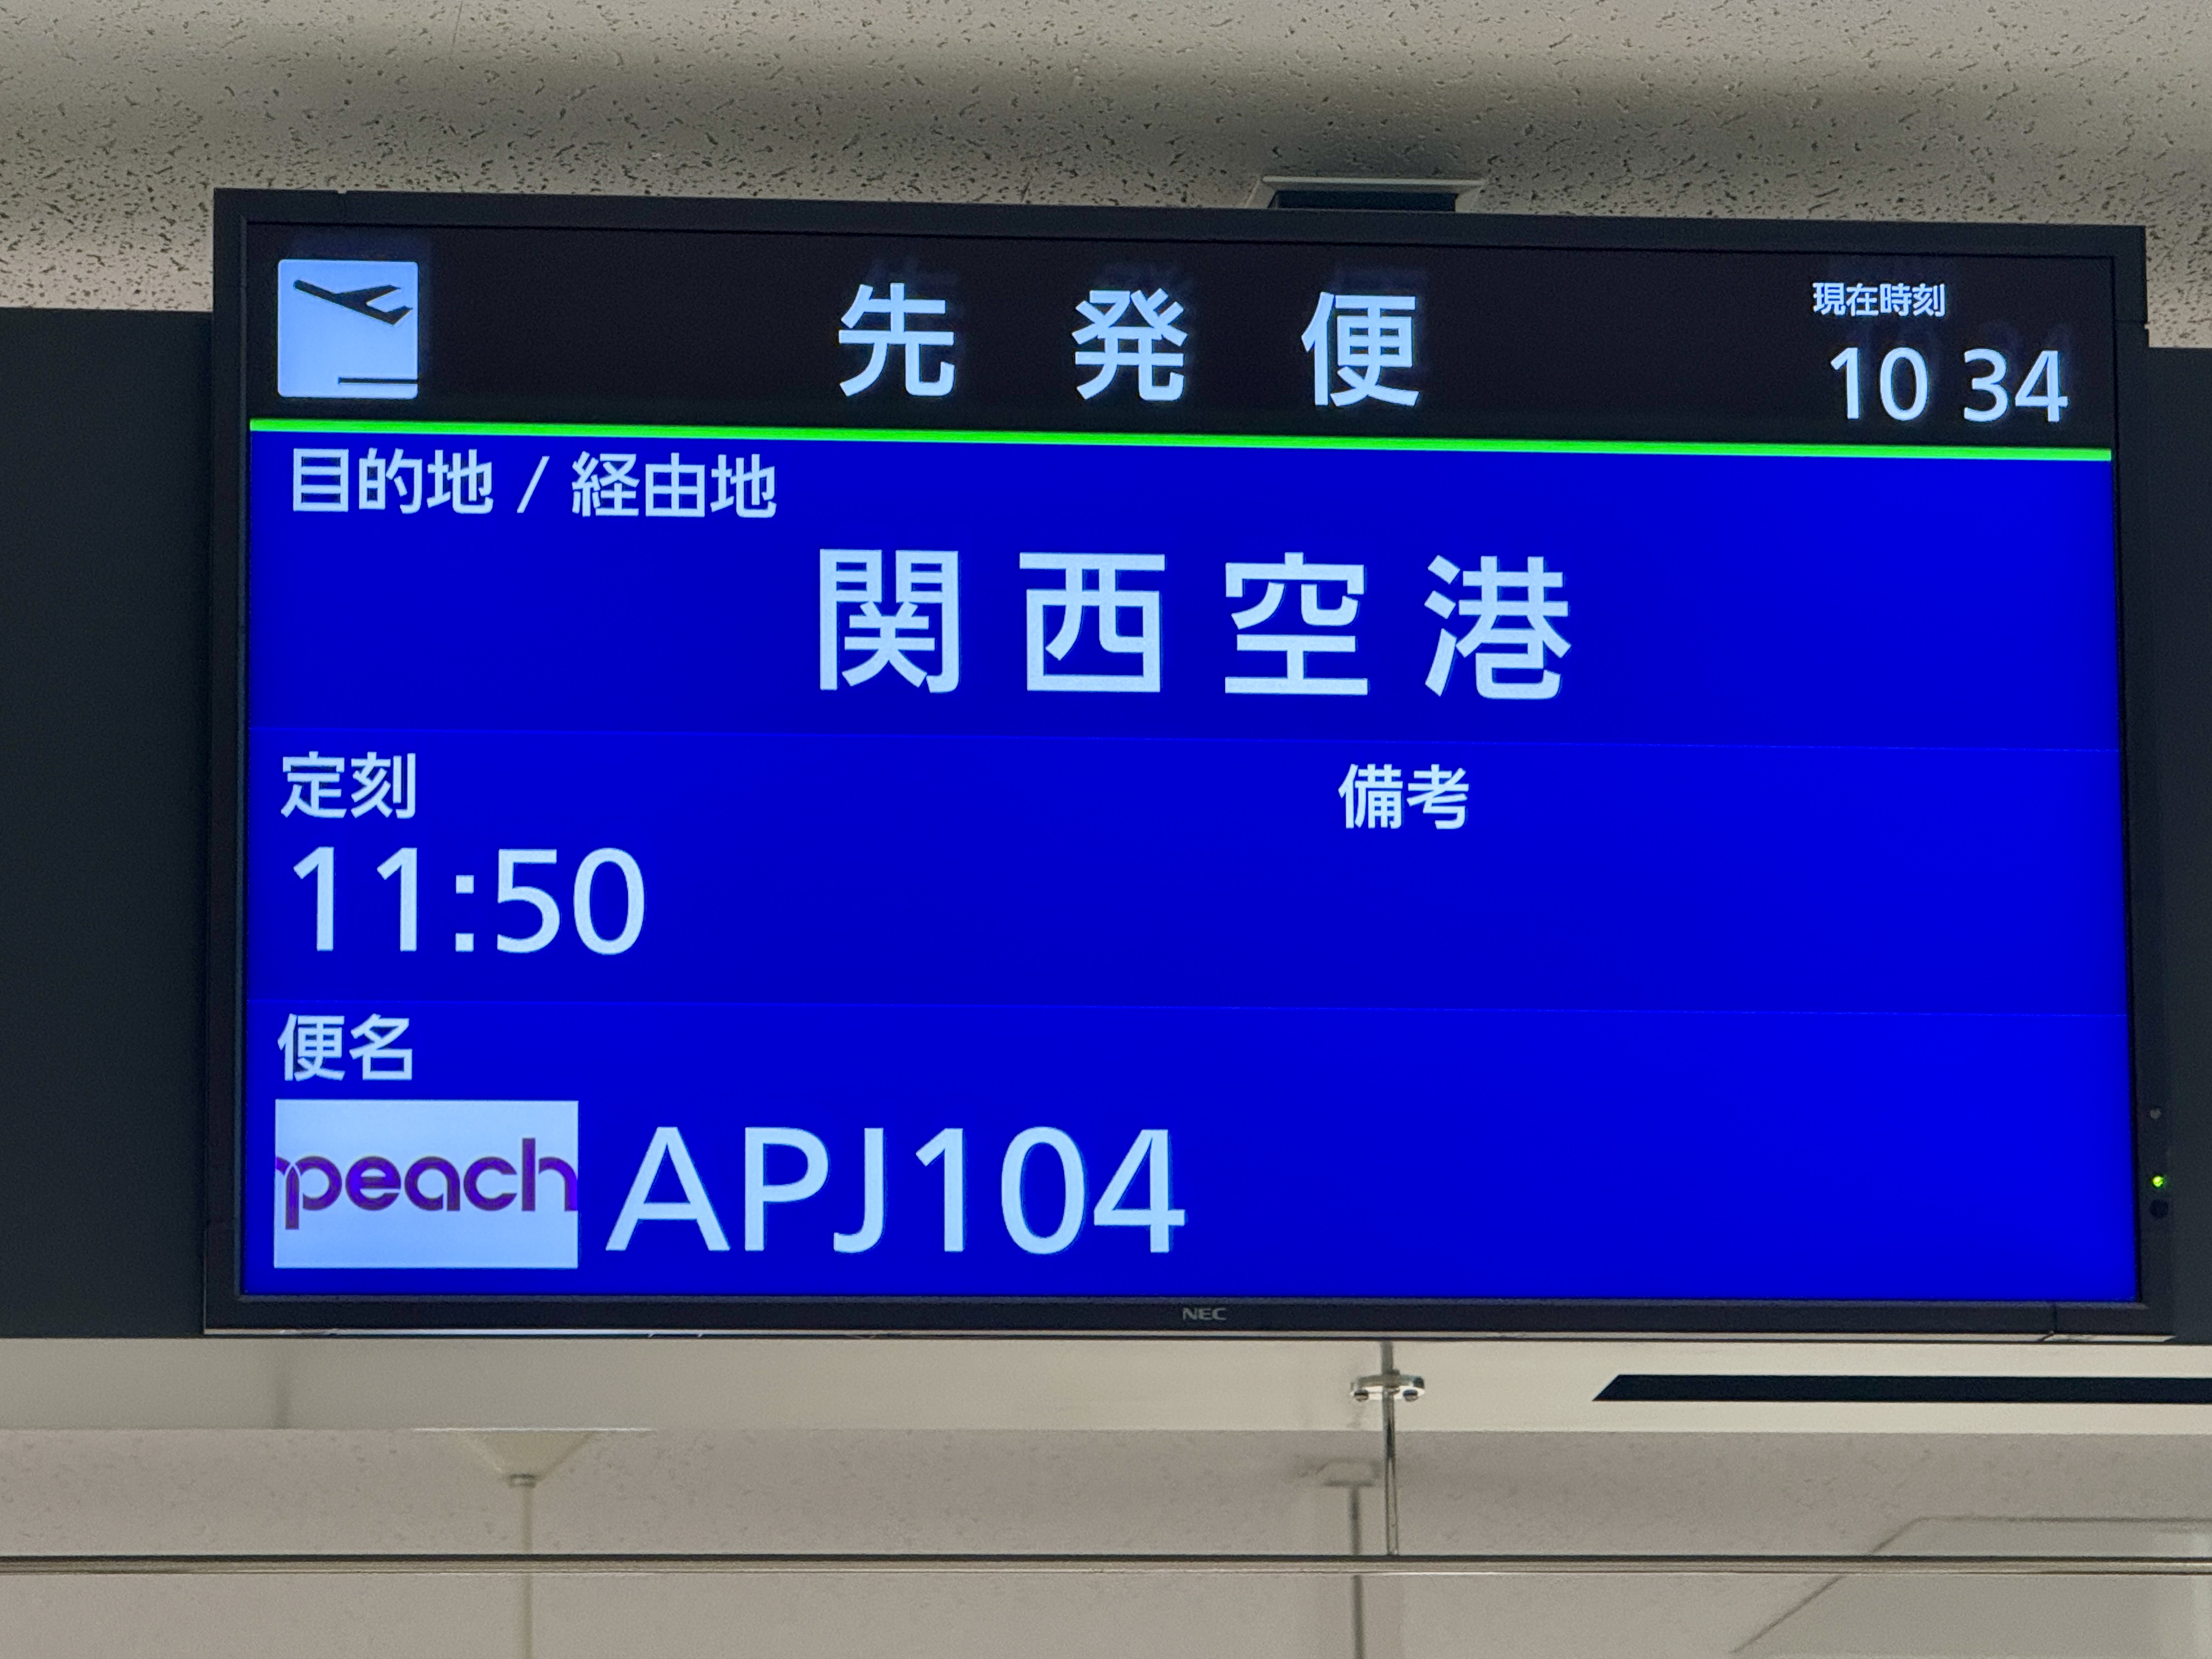 先発便
現在時刻
10 34
目的地 / 経由地
関西空港
定刻
備考
11:50
便名
peach APJ104
NEC